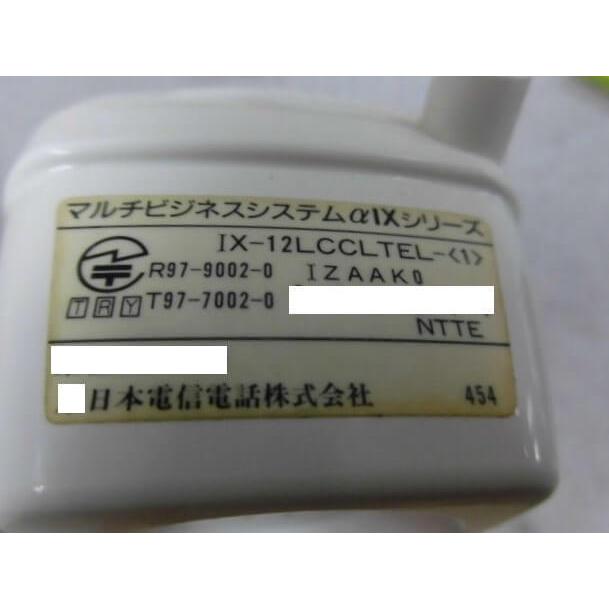 マルチビジネスシステムαIXシリーズ
IX-12LCCLTEL-<1>
R97-9002-0 IZAAKO
TRY T97-7002-0
NTTE
日本電信電話株式会社 454